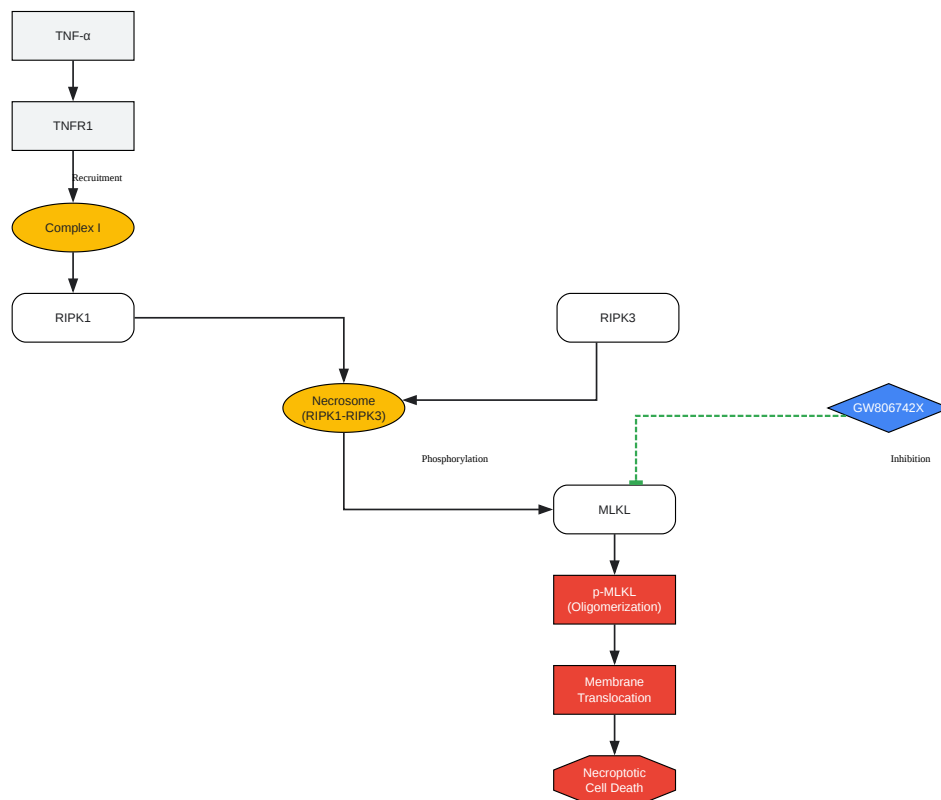 TNF-α
TNFR1
Recruitment
Complex I
RIPK1
RIPK3
Necrosome
(RIPK1-RIPK3)
GW806742X
Phosphorylation
Inhibition
MLKL
p-MLKL
(Oligomerization)
Membrane
Translocation
Necroptotic
Cell Death